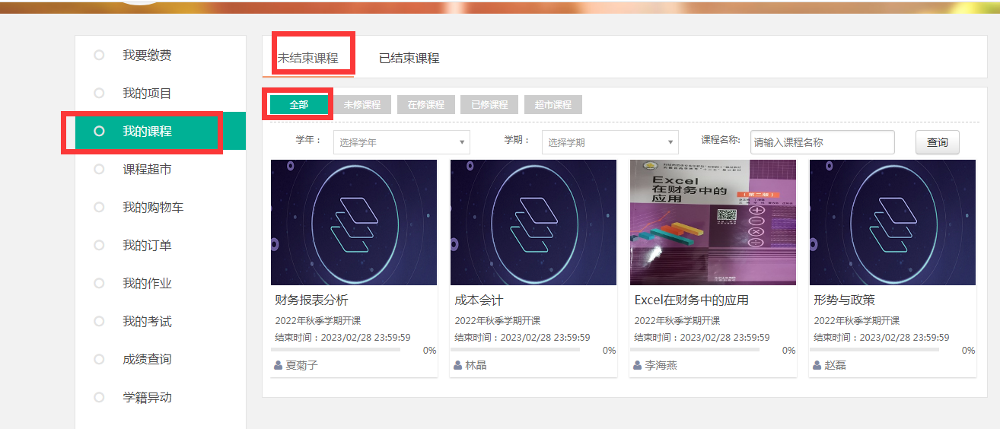 我要缴费
我的项目
我的课程
课程超市
我的购物车
我的订单
我的作业
我的考试
成绩查询
学籍异动
未结束课程 已结束课程
全部 未修课程 在修课程 已修课程 超市课程
学年： 选择学年 学期： 选择学期 课程名称: 请输入课程名称 查询
Excel
在财务中的
应用
（第二版）
财务报表分析
2022年秋季学期开课
结束时间：2023/02/28 23:59:59
0%
夏菊子
成本会计
2022年秋季学期开课
结束时间：2023/02/28 23:59:59
0%
林晶
Excel在财务中的应用
2022年秋季学期开课
结束时间：2023/02/28 23:59:59
0%
李海燕
形势与政策
2022年秋季学期开课
结束时间：2023/02/28 23:59:59
0%
赵磊